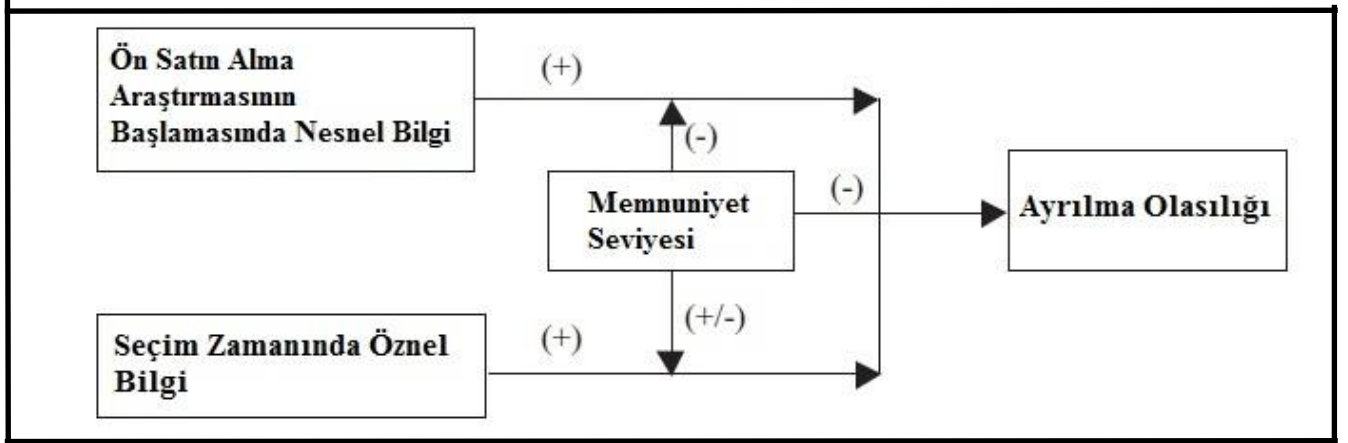 Ön Satın Alma
Araştırmasının
Başlamasında Nesnel Bilgi
(+)
(-)
Memnuniyet
Seviyesi
(-)
Ayrılma Olasılığı
(+/-)
Seçim Zamanında Öznel
Bilgi
(+)